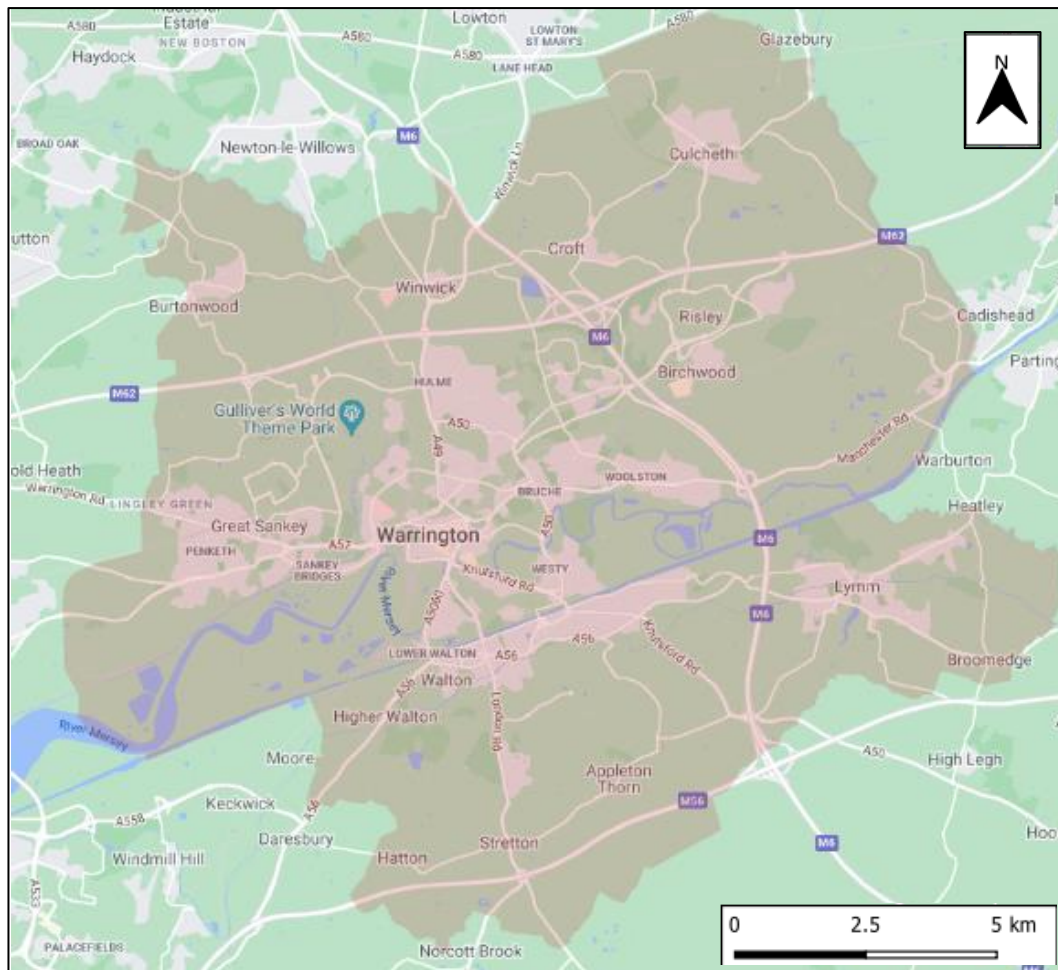 Estate
Lowton
A580
NEW BOSTON
A580
A580
LOWTON
ST MARY'S
Glazebury
Haydock
A580
LANE HEAD
N
M6
BROAD OAK
Newton-le-Willows
Culcheth
Winwick Ln
M62
utton
Croft
Burtonwood
Winwick
Risley
Cadishead
M6
Parting
Birchwood
HULME
M62
Gulliver's World
Theme Park
A50
A49
Manchester Rd
old Heath
Warrington Rd
LINGLEY GREEN
WOOLSTON
Warburton
BRUCHE
Heatley
Great Sankey
A50
Warrington
M6
PENKETH
A57
SANKEY
BRIDGES
WESTY
Knutsford Rd
River Mersey
Lymm
A5060
M6
A56
Knutsford Rd
LOWER WALTON
A56
Broomedge
Walton
A56
London Rd
Higher Walton
River Mersey
Moore
A50
High Legh
Appleton
Thorn
Keckwick
A56
M56
A558
Daresbury
Stretton
Hoo
Windmill Hill
Hatton
M6
A533
PALACEFIELDS
Norcott Brook
0 2.5 5 km